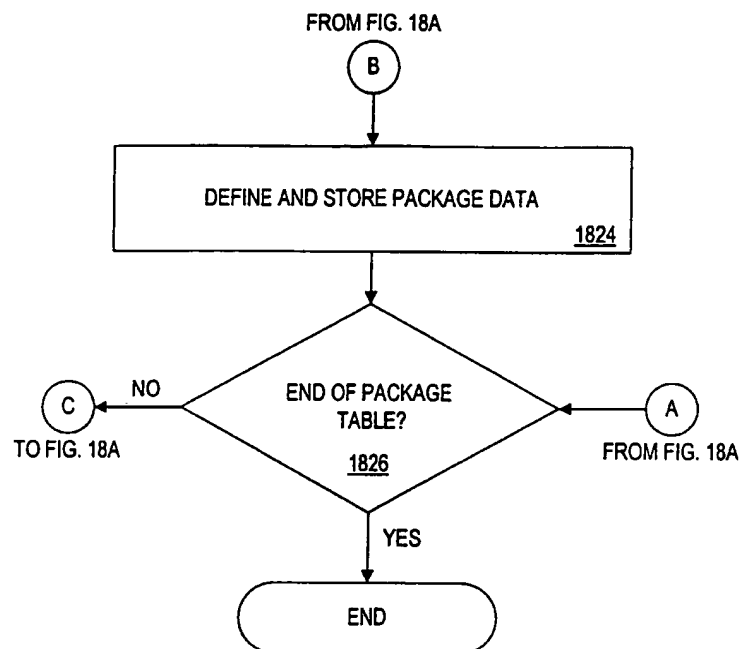 FROM FIG. 18A
B
DEFINE AND STORE PACKAGE DATA
1824
END OF PACKAGE
TABLE?
1826
NO
C
TO FIG. 18A
A
FROM FIG. 18A
YES
END